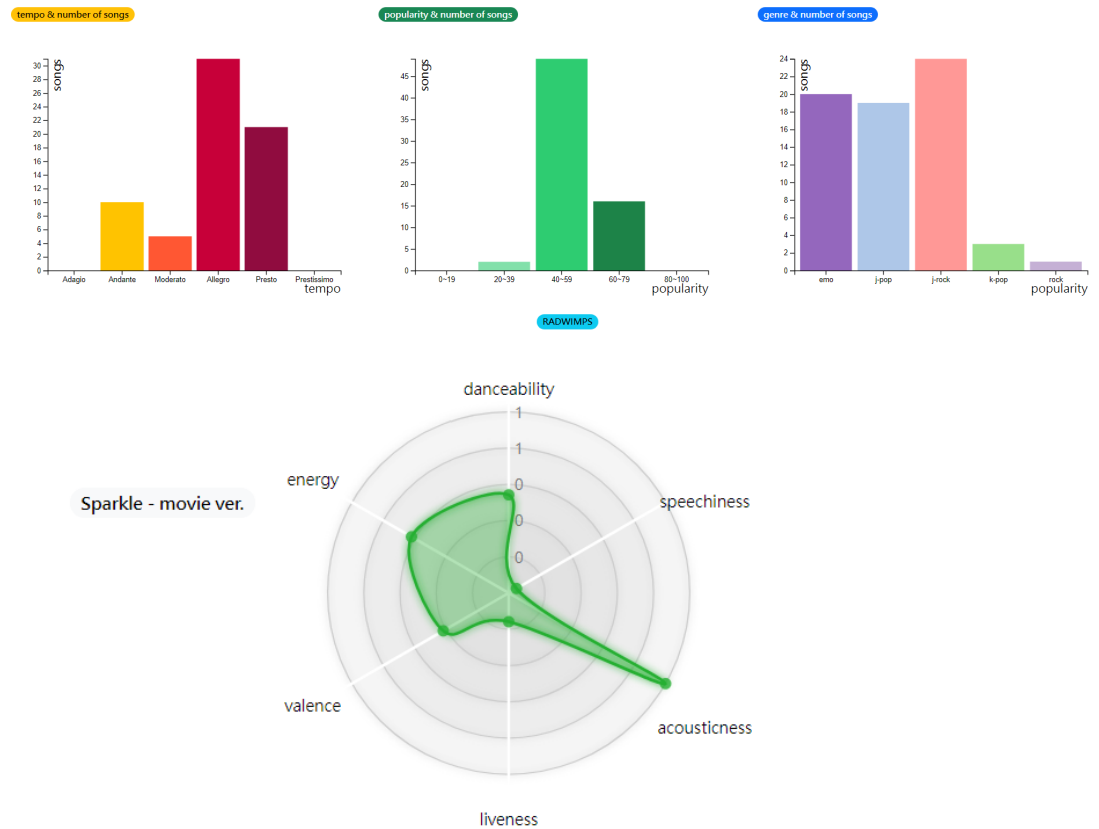 tempo & number of songs
popularity & number of songs
genre & number of songs
songs
30
28
26
24
22
20
18
16
14
12
10
8
6
4
2
0
Adagio Andante Moderato Allegro Presto Prestissimo
tempo
songs
45
40
35
30
25
20
15
10
5
0
0~19 20~39 40~59 60~79 80~100
popularity
songs
24
22
20
18
16
14
12
10
8
6
4
2
0
emo j-pop j-rock k-pop rock
popularity
RADWIMPS
danceability
1
1
energy
0
Sparkle - movie ver.
speechiness
0
0
valence
acousticness
liveness